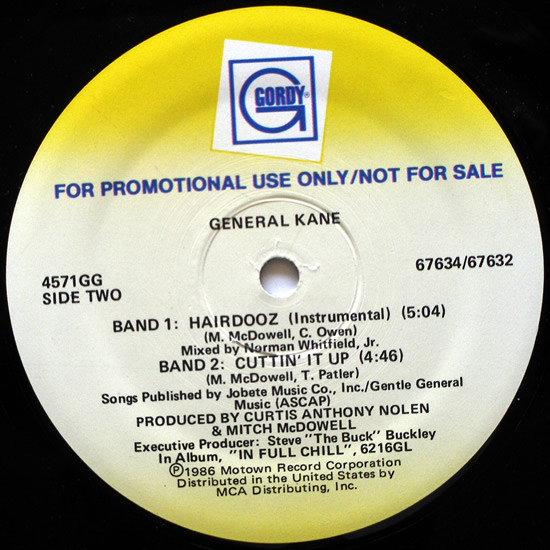 GORDY®
FOR PROMOTIONAL USE ONLY/NOT FOR SALE
GENERAL KANE
4571GG
SIDE TWO
67634/67632
BAND 1: HAIRDOOZ (Instrumental) (5:04)
(M. McDowell, C. Owen)
Mixed by Norman Whitfield, Jr.
BAND 2: CUTTIN' IT UP (4:46)
(M. McDowell, T. Patler)
Songs Published by Jobete Music Co., Inc./Gentle General
Music (ASCAP)
PRODUCED BY CURTIS ANTHONY NOLEN
& MITCH McDOWELL
Executive Producer: Steve "The Buck" Buckley
In Album, "IN FULL CHILL", 6216GL
Ⓟ1986 Motown Record Corporation
Distributed in the United States by
MCA Distributing, Inc.